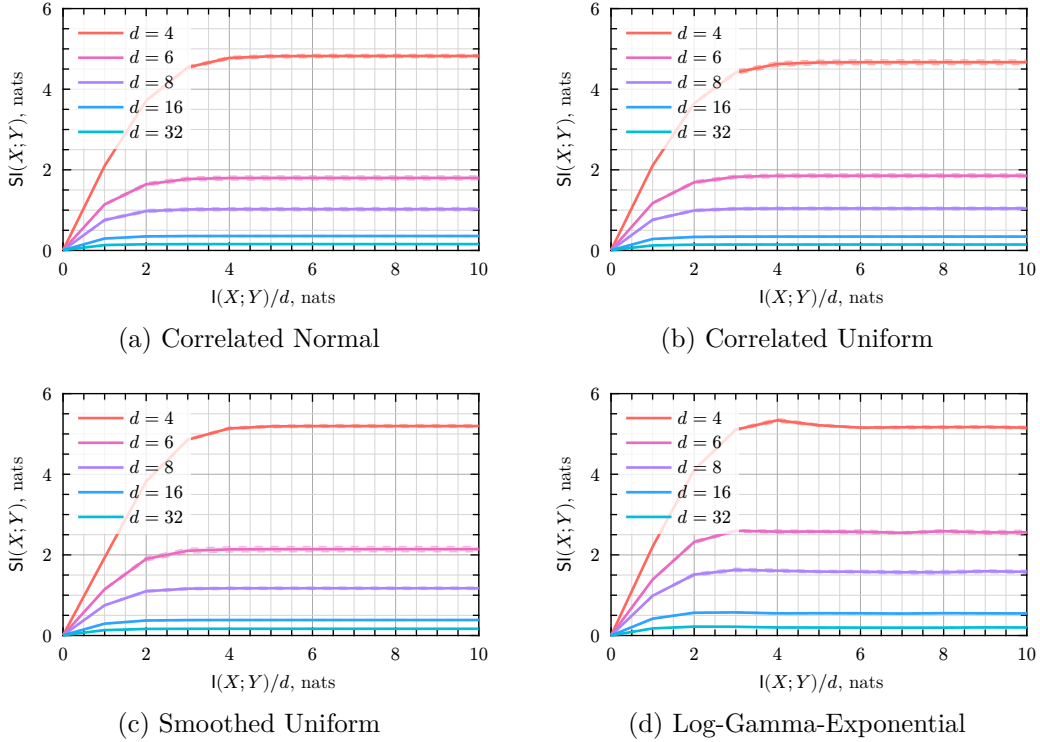 6
4
2
0
SI(X; Y), nats
d = 4
d = 6
d = 8
d = 16
d = 32
0 2 4 6 8 10
I(X; Y)/d, nats
(a) Correlated Normal
6
4
2
0
SI(X; Y), nats
d = 4
d = 6
d = 8
d = 16
d = 32
0 2 4 6 8 10
I(X; Y)/d, nats
(b) Correlated Uniform
6
4
2
0
SI(X; Y), nats
d = 4
d = 6
d = 8
d = 16
d = 32
0 2 4 6 8 10
I(X; Y)/d, nats
(c) Smoothed Uniform
6
4
2
0
SI(X; Y), nats
d = 4
d = 6
d = 8
d = 16
d = 32
0 2 4 6 8 10
I(X; Y)/d, nats
(d) Log-Gamma-Exponential